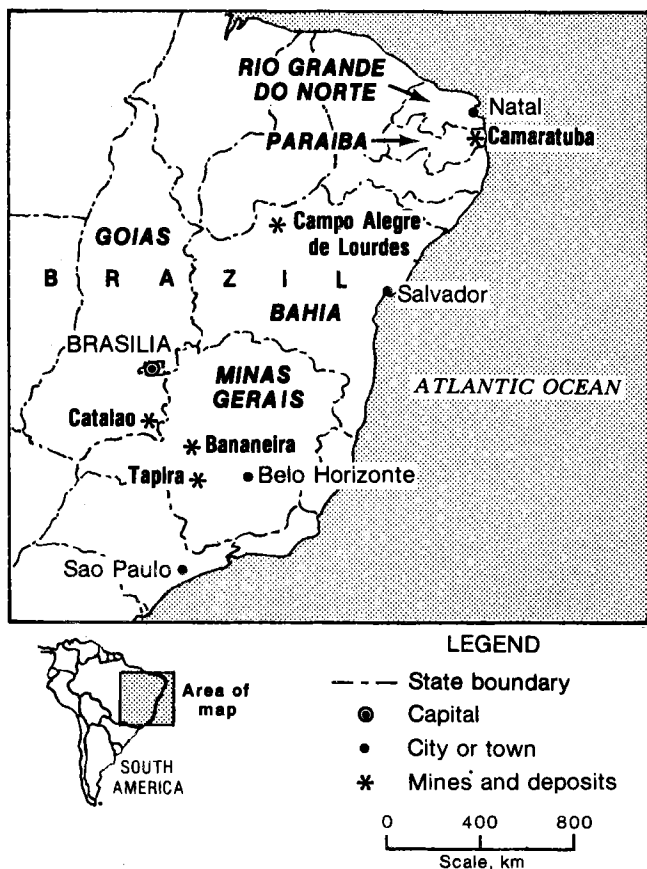 RIO GRANDE
DO NORTE
Natal
PARAIBA
Camaratuba
Campo Alegre
de Lourdes
GOIAS
B R A Z I L
Salvador
BAHIA
BRASILIA
MINAS
GERAIS
ATLANTIC OCEAN
Catalao
Bananeira
Tapira
Belo Horizonte
Sao Paulo
Area of
map
SOUTH
AMERICA
LEGEND
State boundary
Capital
City or town
Mines and deposits
0 400 800
Scale, km